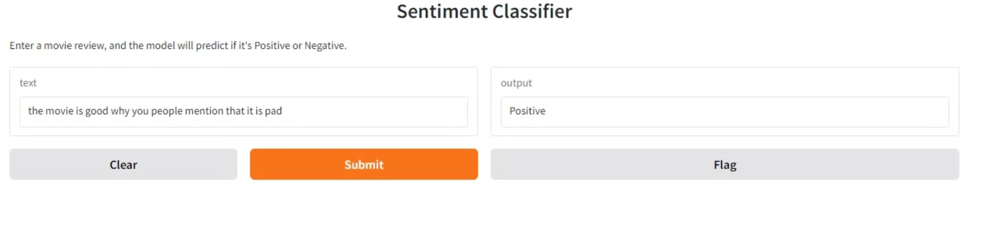 Sentiment Classifier
Enter a movie review, and the model will predict if it's Positive or Negative.
text
the movie is good why you people mention that it is pad
output
Positive
Clear
Submit
Flag